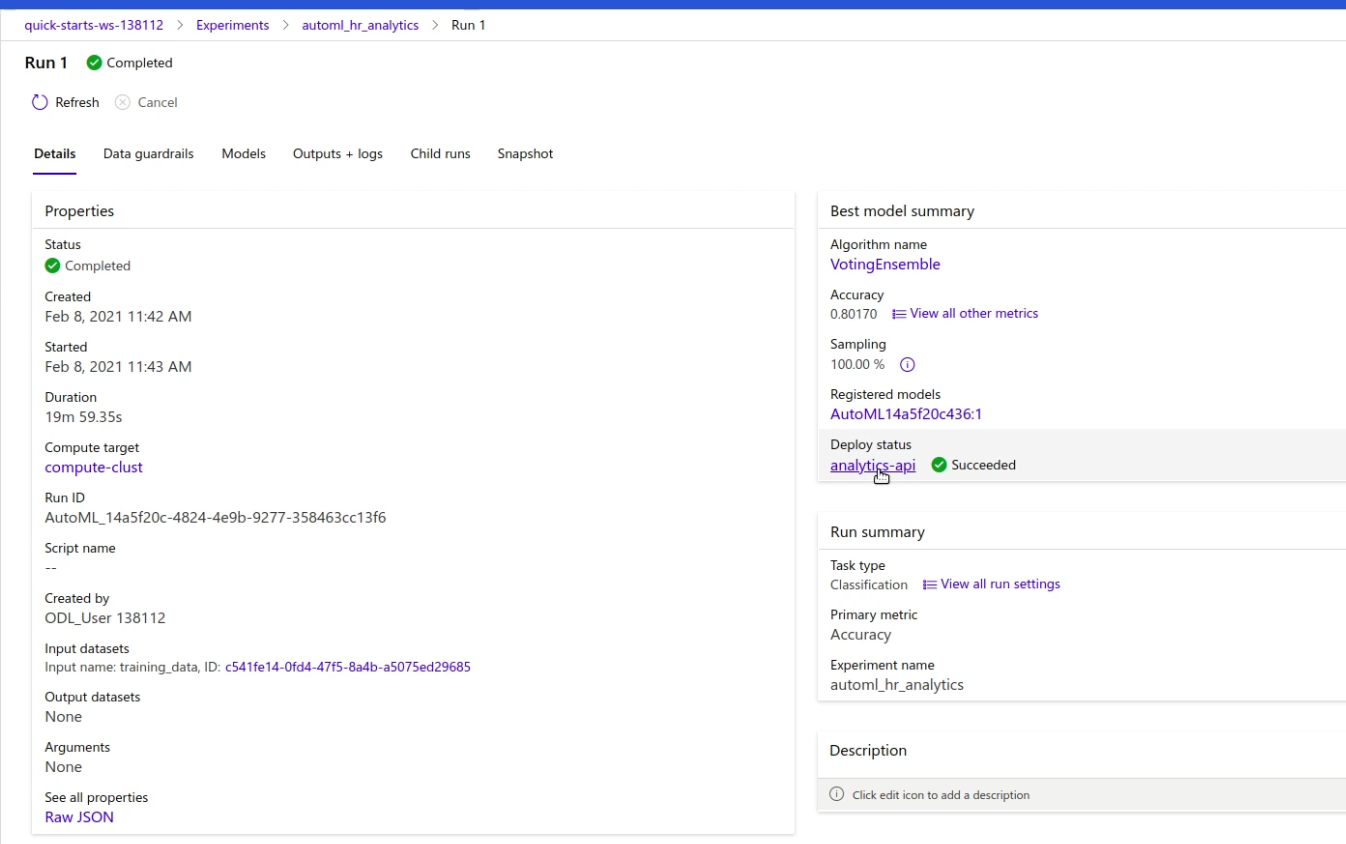 quick-starts-ws-138112 > Experiments > automl_hr_analytics > Run 1
Run 1 Completed
Refresh Cancel
Details Data guardrails Models Outputs + logs Child runs Snapshot
Properties
Status
Completed
Created
Feb 8, 2021 11:42 AM
Started
Feb 8, 2021 11:43 AM
Duration
19m 59.35s
Compute target
compute-clust
Run ID
AutoML_14a5f20c-4824-4e9b-9277-358463cc13f6
Script name
--
Created by
ODL_User 138112
Input datasets
Input name: training_data, ID: c541fe14-0fd4-47f5-8a4b-a5075ed29685
Output datasets
None
Arguments
None
See all properties
Raw JSON
Best model summary
Algorithm name
VotingEnsemble
Accuracy
0.80170 View all other metrics
Sampling
100.00 %
Registered models
AutoML14a5f20c436:1
Deploy status
analytics-api Succeeded
Run summary
Task type
Classification View all run settings
Primary metric
Accuracy
Experiment name
automl_hr_analytics
Description
Click edit icon to add a description